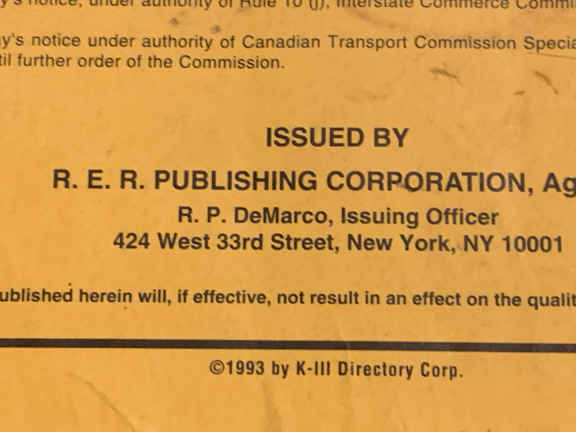 y's notice, under authority of Rule 10 (j), Interstate Commerce Commi
y's notice under authority of Canadian Transport Commission Specia
til further order of the Commission.
ISSUED BY
R. E. R. PUBLISHING CORPORATION, Ag
R. P. DeMarco, Issuing Officer
424 West 33rd Street, New York, NY 10001
ublished herein will, if effective, not result in an effect on the qualit
©1993 by K-III Directory Corp.